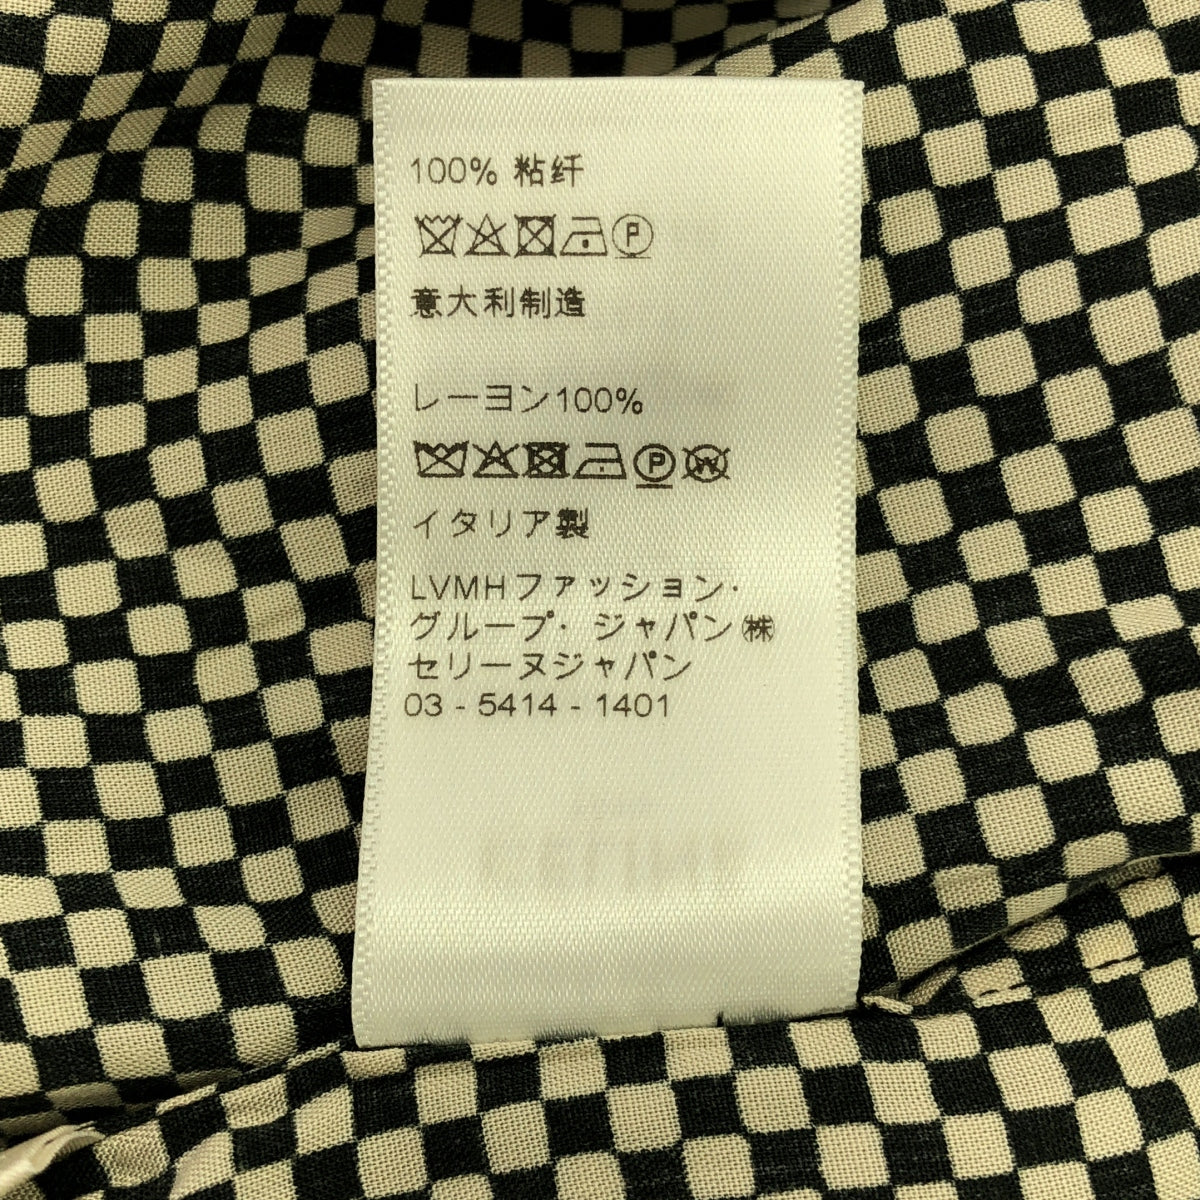 100% 粘纤
P
意大利制造
レーヨン100%
P W
イタリア製
LVMHファッション・
グループ・ ジャパン㈱
セリーヌジャパン
03 - 5414 - 1401